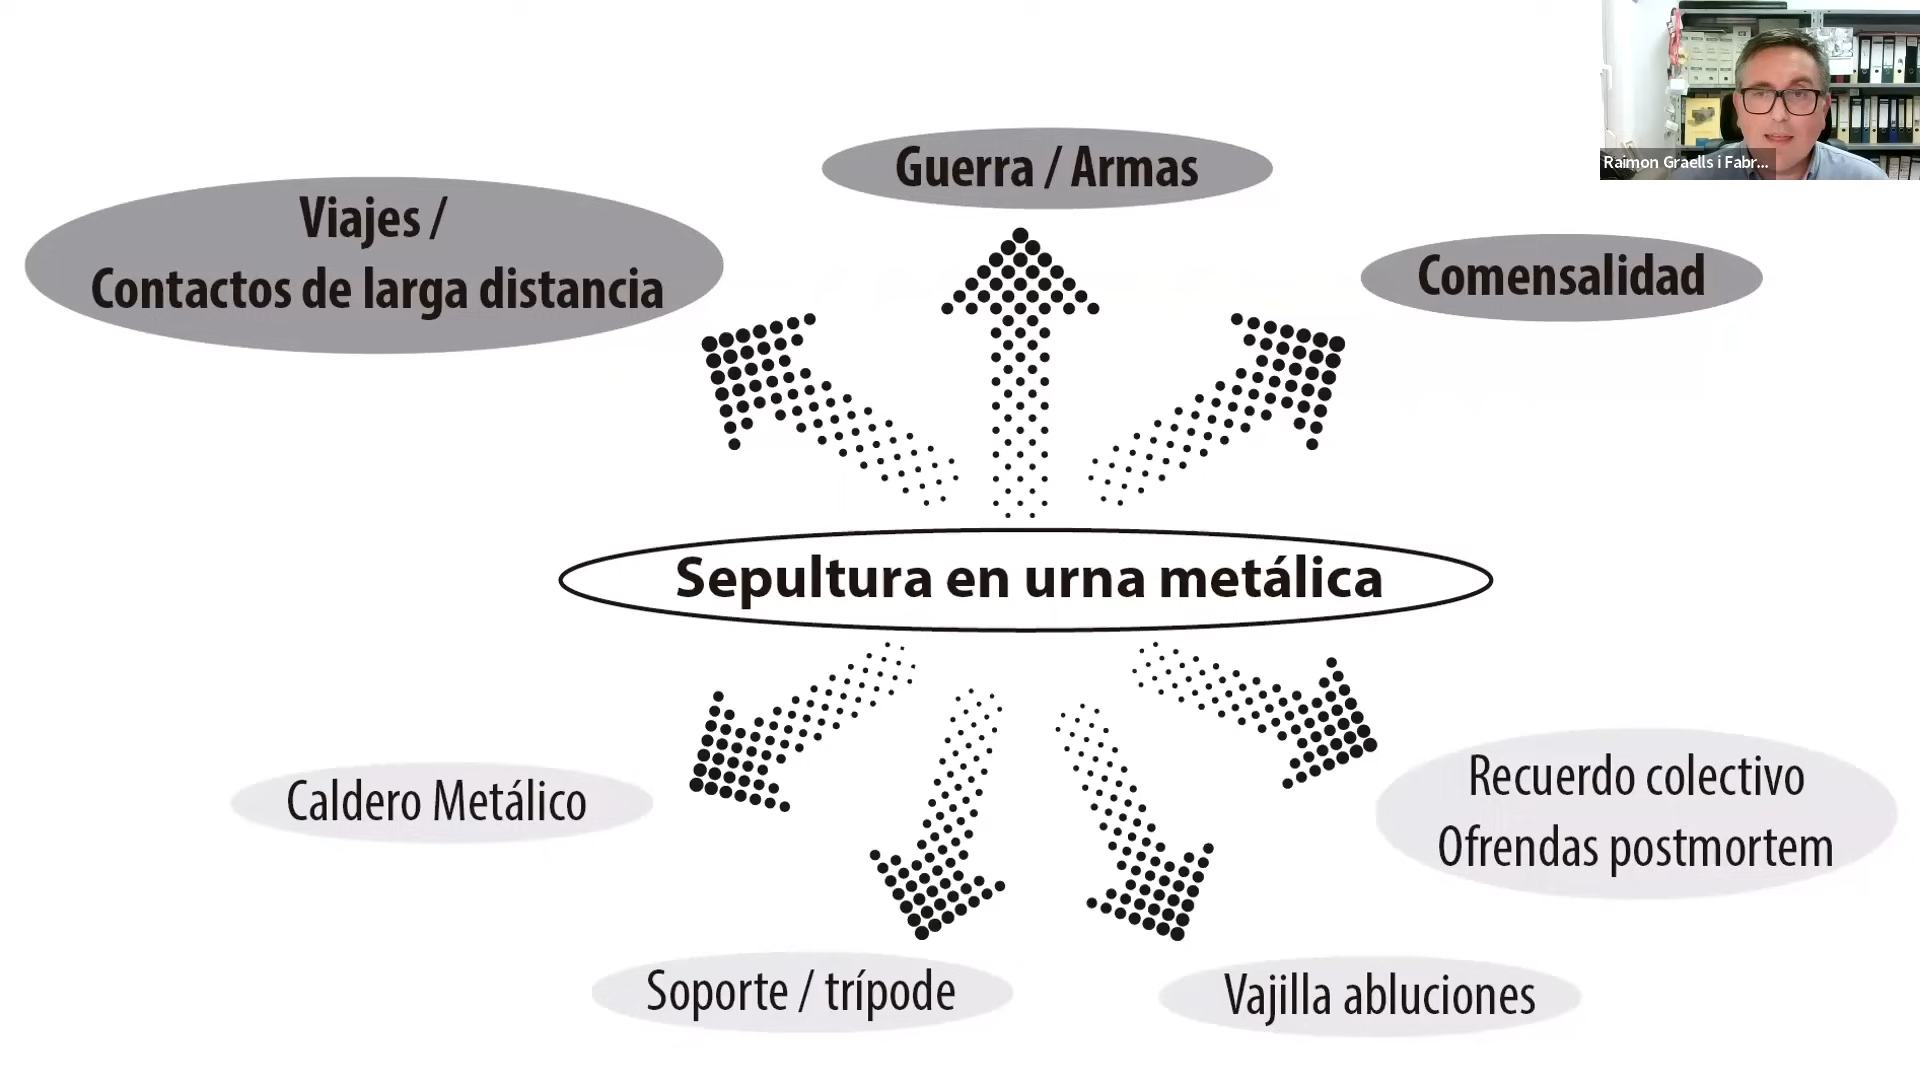 Raimon Graells i Fabr...
Guerra / Armas
Viajes /
Contactos de larga distancia
Comensalidad
Sepultura en urna metálica
Caldero Metálico
Recuerdo colectivo
Ofrendas postmortem
Soporte / trípode
Vajilla abluciones